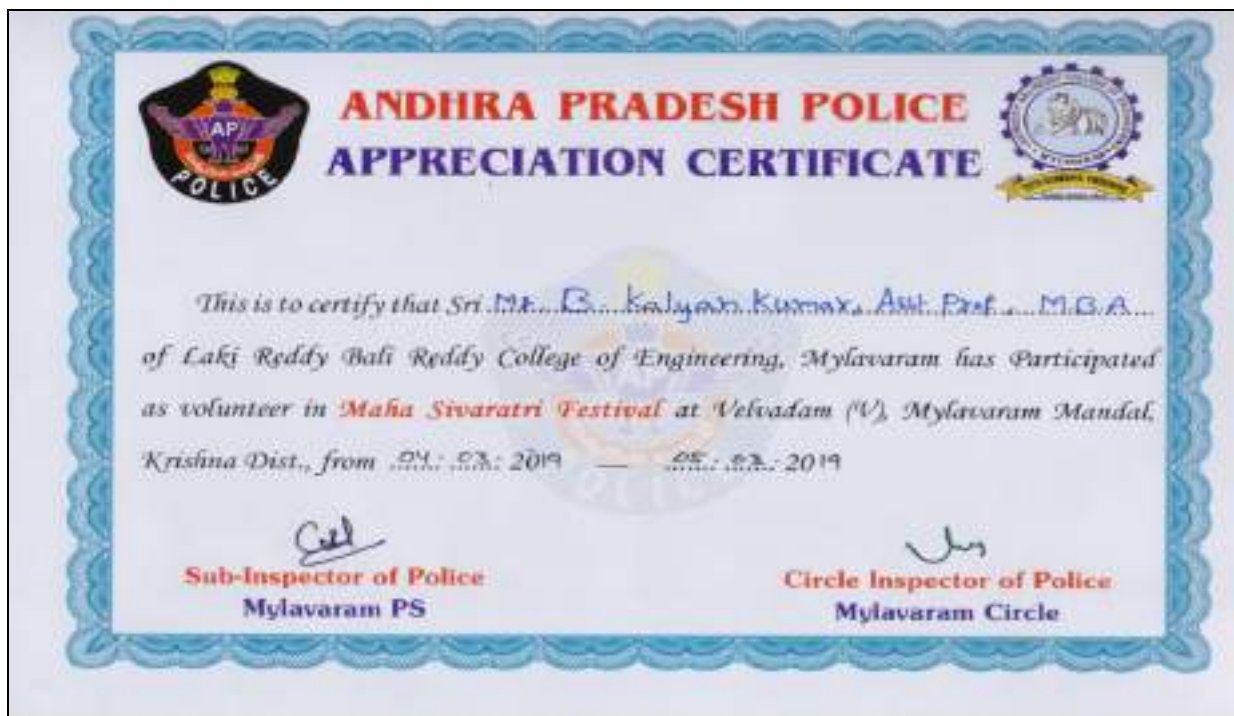 ANDHRA PRADESH POLICE
APPRECIATION CERTIFICATE
AP
POLICE
This is to certify that Sri Mr. B. Kalyan Kumar, Asst. Prof., M.B.A
of Laki Reddy Bali Reddy College of Engineering, Mylavaram has Participated
as volunteer in Maha Sivaratri Festival at Velvadam (V), Mylavaram Mandal,
Krishna Dist., from 04 : 03 : 2019 — 05 : 03 : 2019
Sub-Inspector of Police
Mylavaram PS
Circle Inspector of Police
Mylavaram Circle